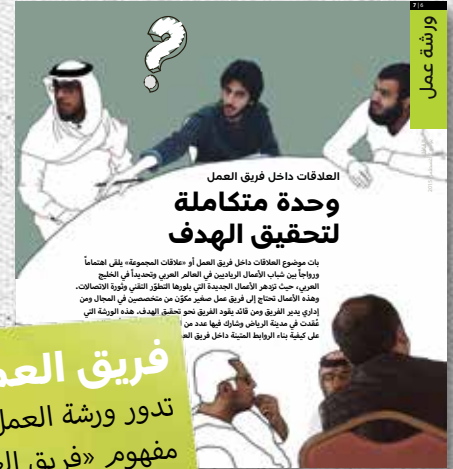 7 | 6
ورشة عمل
العلاقات داخل فريق العمل
وحدة متكاملة
لتحقيق الهدف
بات موضوع العلاقات داخل فريق العمل أو «علاقات المجموعة» يلقى اهتماماً
ورواجاً بين شباب الأعمال الرياديين في العالم العربي وتحديداً في الخليج
العربي، حيث تزدهر الأعمال الجديدة التي بلورها التطوّر التقني وثورة الاتصالات.
وهذه الأعمال تحتاج إلى فريق عمل صغير مكوّن من متخصصين في المجال ومن
إداري يدير الفريق ومن قائد يقود الفريق نحو تحقيق الهدف. هذه الورشة التي
عُقدت في مدينة الرياض وشارك فيها عدد من
على كيفية بناء الروابط المتينة داخل فريق
فريق
تدور ورشة العمل
مفهوم «فريق